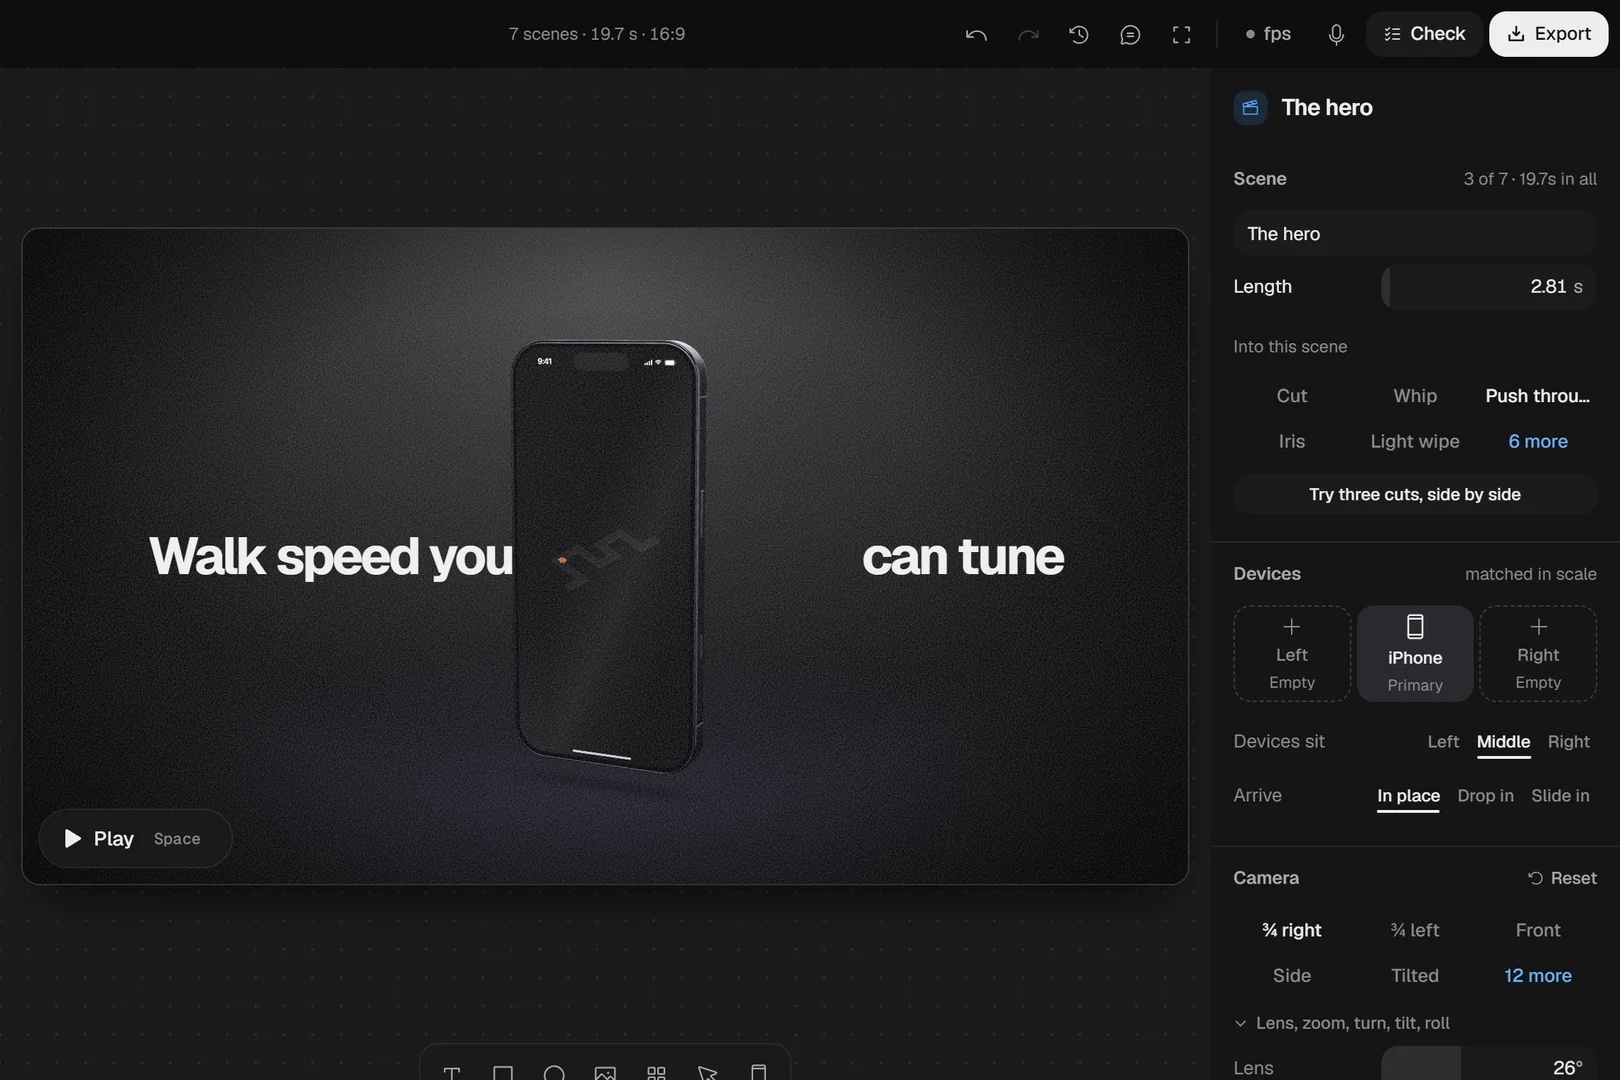 7 scenes · 19.7 s · 16:9
fps
Check
Export
The hero
Scene
3 of 7 · 19.7s in all
The hero
Length
2.81 s
Into this scene
Cut
Whip
Push throu...
Iris
Light wipe
6 more
Try three cuts, side by side
Devices
matched in scale
Left
Empty
iPhone
Primary
Right
Empty
Devices sit
Left
Middle
Right
Arrive
In place
Drop in
Slide in
Camera
Reset
¾ right
¾ left
Front
Side
Tilted
12 more
Lens, zoom, turn, tilt, roll
Lens
26°
9:41
Walk speed you can tune
Play
Space